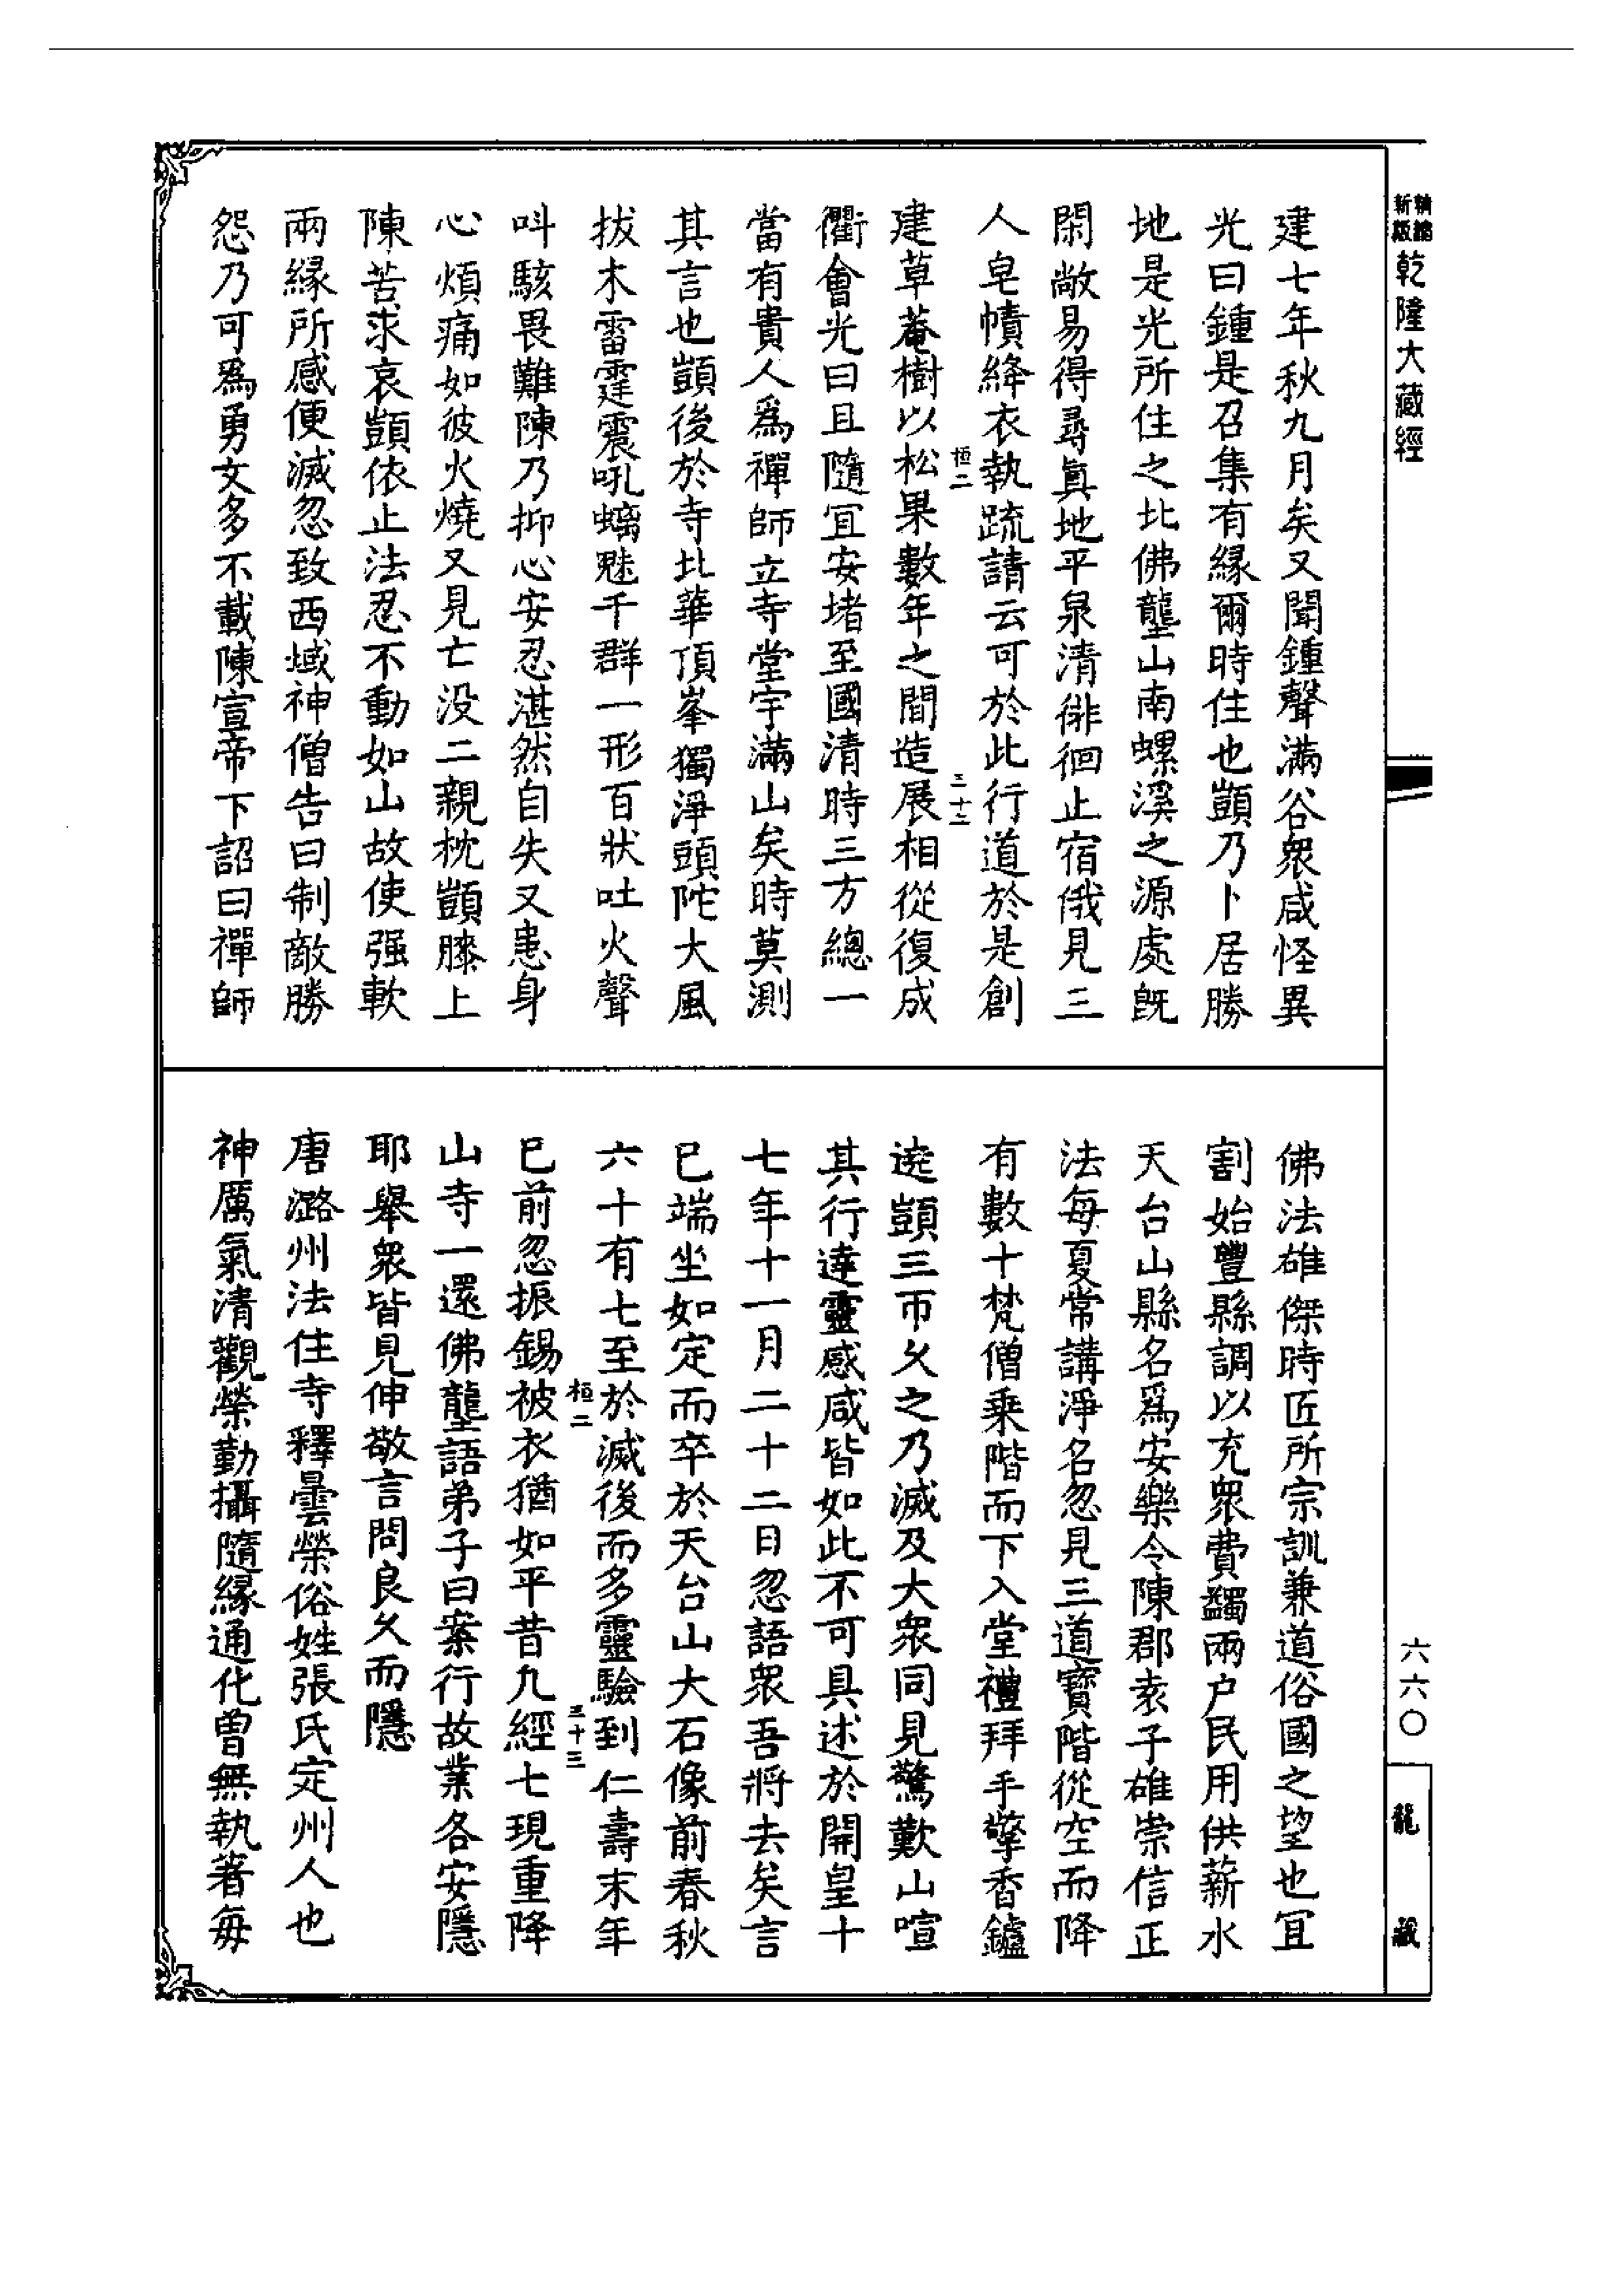 精縮
新版
乾隆大藏經
建七年秋九月矣又聞鍾聲滿谷衆咸怪異
光曰鍾是召集有緣爾時住也顗乃卜居勝
地是光所住之北佛壟山南螺溪之源處既
閑敞易得尋真地平泉清徘徊止宿俄見三
人皂幘絳衣執疏請云可於此行道於是創
桓二
三十二
建草菴樹以松果數年之間造展相從復成
衢會光曰且隨宜安堵至國清時三方總一
當有貴人爲禪師立寺堂宇滿山矣時莫測
其言也顗後於寺北華頂峯獨淨頭陀大風
拔木雷霆震吼螭魅千群一形百狀吐火聲
叫駭畏難陳乃抑心安忍湛然自失又患身
心煩痛如彼火燒又見亡没二親枕顗膝上
陳苦求哀顗依止法忍不動如山故使强軟
兩緣所感便滅忽致西域神僧告曰制敵勝
怨乃可爲勇文多不載陳宣帝下詔曰禪師
佛法雄傑時匠所宗訓兼道俗國之望也宜
割始豐縣調以充衆費蠲兩户民用供薪水
天台山縣名爲安樂令陳郡袁子雄崇信正
法每夏常講淨名忽見三道寶階從空而降
有數十梵僧乘階而下入堂禮拜手擎香鑪
遶顗三帀久之乃滅及大衆同見驚歎山喧
其行達靈感咸皆如此不可具述於開皇十
七年十一月二十二日忽語衆吾將去矣言
已端坐如定而卒於天台山大石像前春秋
六十有七至於滅後而多靈驗到仁壽末年
桓二
三十三
已前忽振錫被衣猶如平昔凡經七現重降
山寺一還佛壟語弟子曰案行故業各安隱
耶舉衆皆見伸敬言問良久而隱
唐潞州法住寺釋曇榮俗姓張氏定州人也
神厲氣清觀榮勤攝隨緣通化曾無執著每
六六〇
龍藏